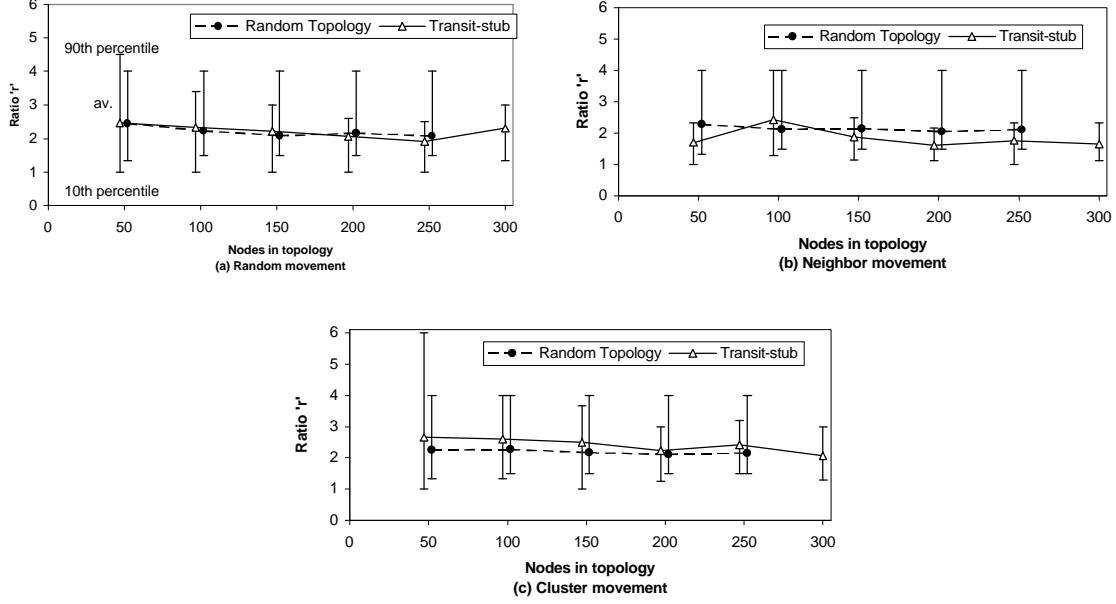 6
5
4
3
2
1
0
Ratio 'r'
90th percentile
av.
10th percentile
Random Topology
Transit-stub
0 50 100 150 200 250 300
Nodes in topology
(a) Random movement
6
5
4
3
2
1
0
Ratio 'r'
Random Topology
Transit-stub
0 50 100 150 200 250 300
Nodes in topology
(b) Neighbor movement
6
5
4
3
2
1
0
Ratio 'r'
Random Topology
Transit-stub
0 50 100 150 200 250 300
Nodes in topology
(c) Cluster movement